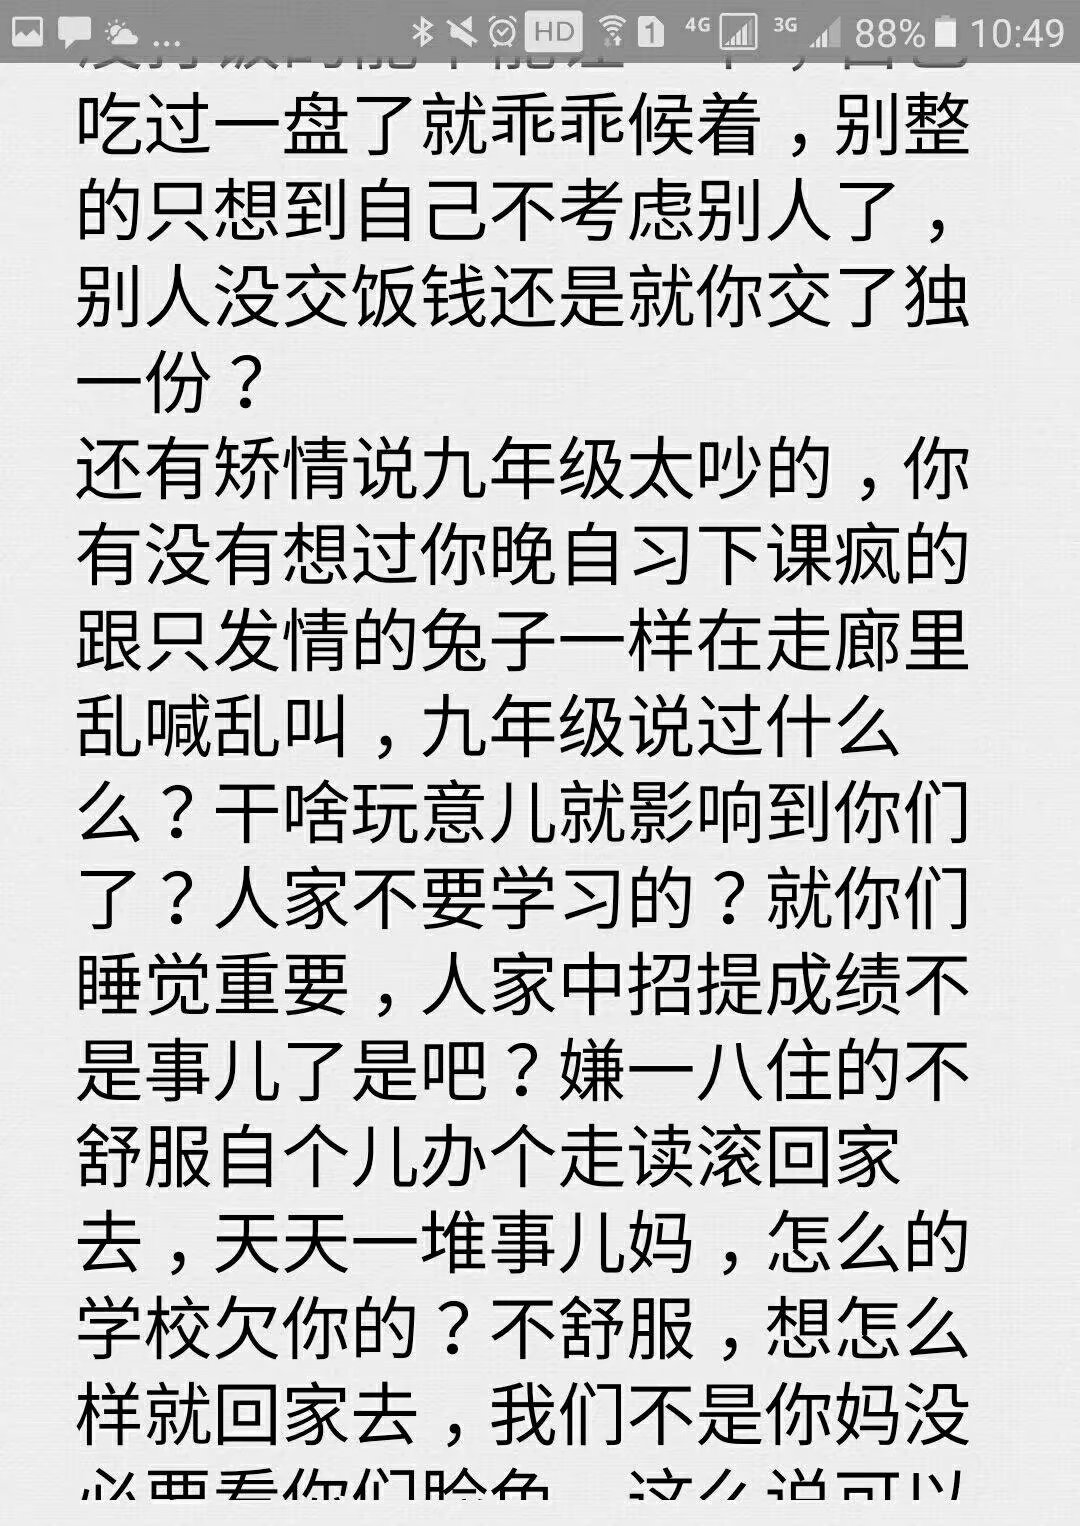 HD 1 4G 3G 88% 10:49
吃过一盘了就乖乖候着，别整
的只想到自己不考虑别人了，
别人没交饭钱还是就你交了独
一份？
还有矫情说九年级太吵的，你
有没有想过你晚自习下课疯的
跟只发情的兔子一样在走廊里
乱喊乱叫，九年级说过什么
么？干啥玩意儿就影响到你们
了？人家不要学习的？就你们
睡觉重要，人家中招提成绩不
是事儿了是吧？嫌一八住的不
舒服自个儿办个走读滚回家
去，天天一堆事儿妈，怎么的
学校欠你的？不舒服，想怎么
样就回家去，我们不是你妈没
必要看你们脸色，这么说可以